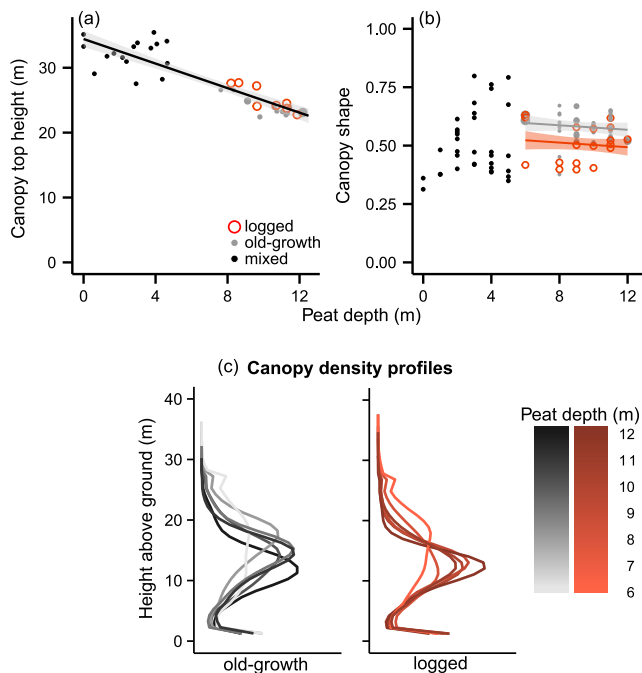 (a)
Canopy top height (m)
30
20
10
0
logged
old-growth
mixed
0 4 8 12
(b)
Canopy shape
1.00
0.75
0.50
0.25
0.00
0 4 8 12
Peat depth (m)
(c) Canopy density profiles
Height above ground (m)
40
30
20
10
0
old-growth
logged
Peat depth (m)
12
11
10
9
8
7
6